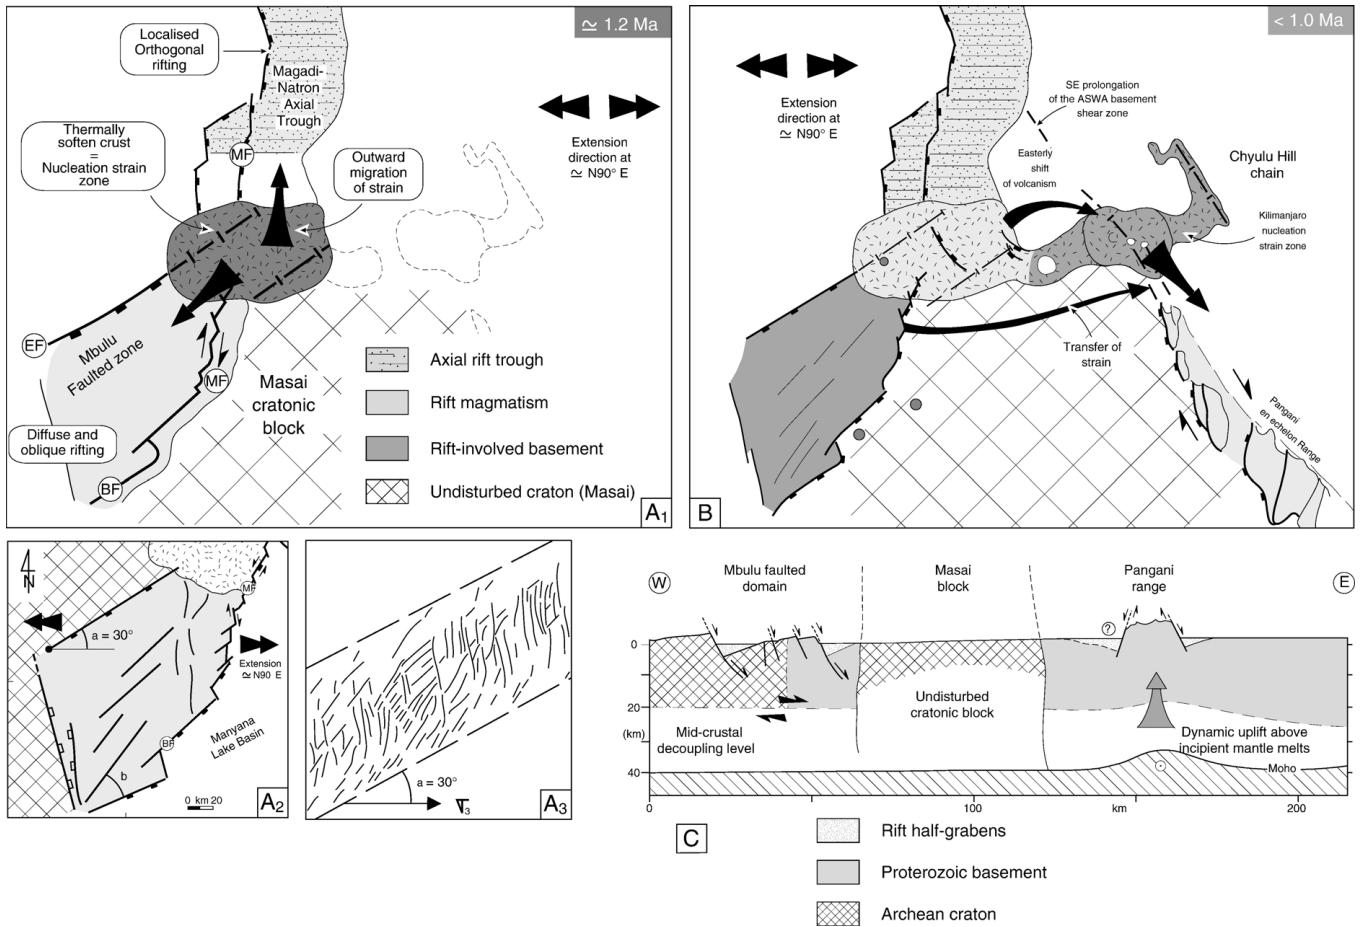 ≃ 1.2 Ma
Localised
Orthogonal
rifting
Magadi-
Natron
Axial
Trough
Thermally
soften crust
=
Nucleation strain
zone
MF
Outward
migration
of strain
Extension
direction at
≃ N90° E
EF
Mbulu
Faulted zone
MF
Masai
cratonic
block
Diffuse and
oblique rifting
BF
Axial rift trough
Rift magmatism
Rift-involved basement
Undisturbed craton (Masai)
A1
< 1.0 Ma
Extension
direction at
≃ N90° E
SE prolongation
of the ASWA basement
shear zone
Easterly
shift
of volcanism
Chyulu Hill
chain
Kilimanjaro
nucleation
strain zone
Transfer of
strain
Pangani
en echelon Range
B
N
a = 30°
MF
Extension
≃ N90 E
BF
Manyana
Lake Basin
b
0 km 20
A2
a = 30°
∇3
A3
W
Mbulu faulted
domain
Masai
block
Pangani
range
E
?
0
20
(km)
40
Mid-crustal
decoupling level
Undisturbed
cratonic block
Dynamic uplift above
incipient mantle melts
Moho
0
100
km
200
C
Rift half-grabens
Proterozoic basement
Archean craton